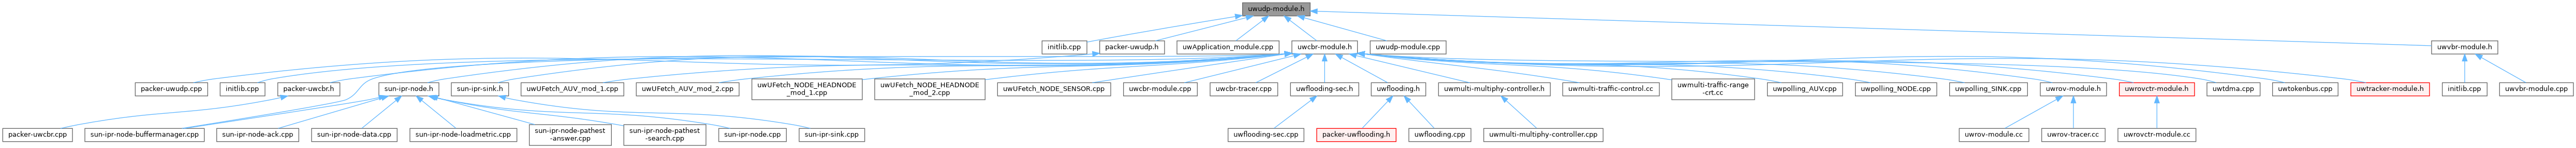 uwudp-module.h
initlib.cpp
packer-uwudp.h
uwApplication_module.cpp
uwcbr-module.h
uwudp-module.cpp
uwvbr-module.h
packer-uwudp.cpp
initlib.cpp
packer-uwcbr.h
sun-ipr-node.h
sun-ipr-sink.h
uwUFetch_AUV_mod_1.cpp
uwUFetch_AUV_mod_2.cpp
uwUFetch_NODE_HEADNODE
_mod_1.cpp
uwUFetch_NODE_HEADNODE
_mod_2.cpp
uwUFetch_NODE_SENSOR.cpp
uwcbr-module.cpp
uwcbr-tracer.cpp
uwflooding-sec.h
uwflooding.h
uwmulti-multiphy-controller.h
uwmulti-traffic-control.cc
uwmulti-traffic-range
-crt.cc
uwpolling_AUV.cpp
uwpolling_NODE.cpp
uwpolling_SINK.cpp
uwrov-module.h
uwrovctr-module.h
uwtdma.cpp
uwtokenbus.cpp
uwtracker-module.h
initlib.cpp
uwvbr-module.cpp
packer-uwcbr.cpp
sun-ipr-node-buffermanager.cpp
sun-ipr-node-ack.cpp
sun-ipr-node-data.cpp
sun-ipr-node-loadmetric.cpp
sun-ipr-node-pathest
-answer.cpp
sun-ipr-node-pathest
-search.cpp
sun-ipr-node.cpp
sun-ipr-sink.cpp
uwflooding-sec.cpp
packer-uwflooding.h
uwflooding.cpp
uwmulti-multiphy-controller.cpp
uwrov-module.cc
uwrov-tracer.cc
uwrovctr-module.cc